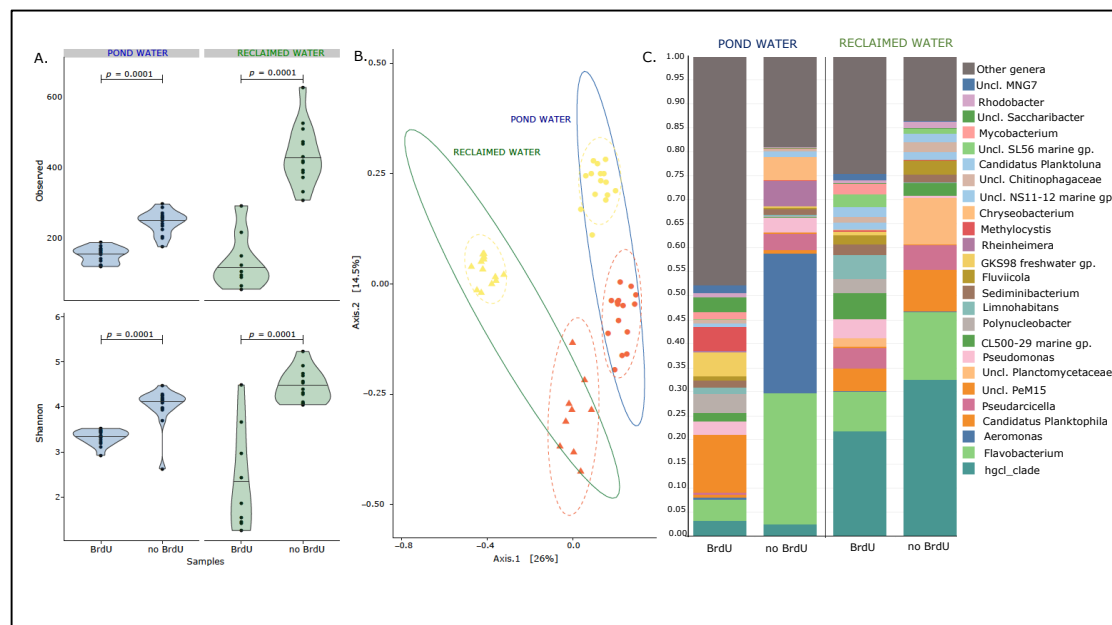 A.
POND WATER
RECLAIMED WATER
p = 0.0001
p = 0.0001
600
400
200
Observed
p = 0.0001
p = 0.0001
6
5
4
3
2
Shannon
BrdU
no BrdU
BrdU
no BrdU
Samples
B.
0.50
0.25
0.00
−0.25
−0.50
Axis.2 [14.5%]
POND WATER
RECLAIMED WATER
−0.8
−0.4
0.0
Axis.1 [26%]
C.
POND WATER
RECLAIMED WATER
1.00
0.95
0.90
0.85
0.80
0.75
0.70
0.65
0.60
0.55
0.50
0.45
0.40
0.35
0.30
0.25
0.20
0.15
0.10
0.05
0.00
BrdU
no BrdU
BrdU
no BrdU
Other genera
Uncl. MNG7
Rhodobacter
Uncl. Saccharibacter
Mycobacterium
Uncl. SL56 marine gp.
Candidatus Planktoluna
Uncl. Chitinophagaceae
Uncl. NS11-12 marine gp
Chryseobacterium
Methylocystis
Rheinheimera
GKS98 freshwater gp.
Fluviicola
Sediminibacterium
Limnohabitans
Polynucleobacter
CL500-29 marine gp.
Pseudomonas
Uncl. Planctomycetaceae
Uncl. PeM15
Pseudarcicella
Candidatus Planktophila
Aeromonas
Flavobacterium
hgcl_clade